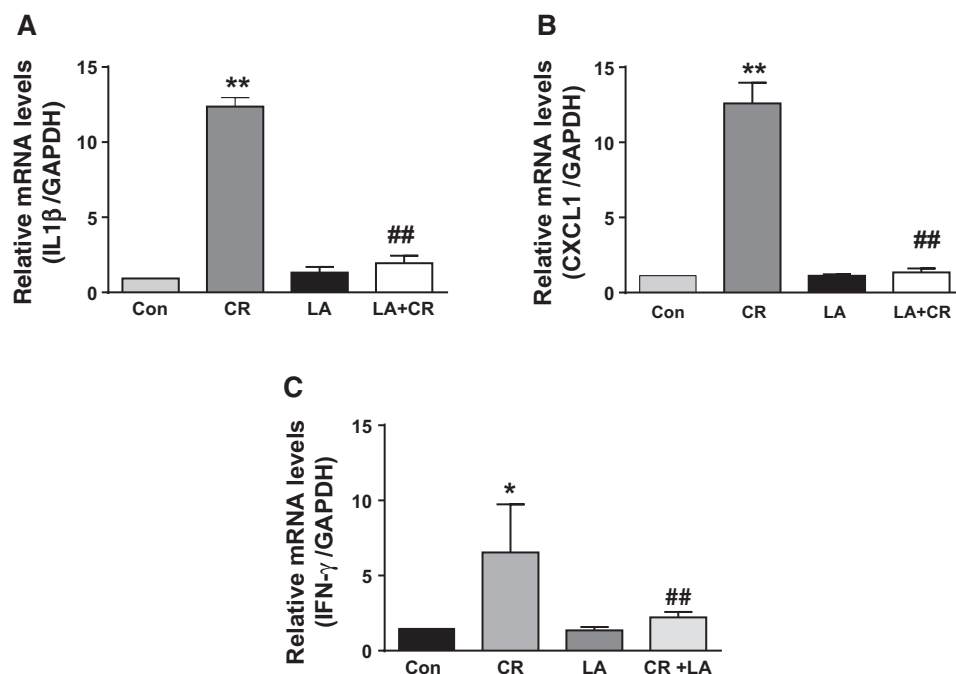 A
Relative mRNA levels
(IL1β/GAPDH)
15
10
5
0
**
##
Con CR LA LA+CR
B
Relative mRNA levels
(CXCL1/GAPDH)
15
10
5
0
**
##
Con CR LA LA+CR
C
Relative mRNA levels
(IFN-γ/GAPDH)
15
10
5
0
*
##
Con CR LA CR +LA